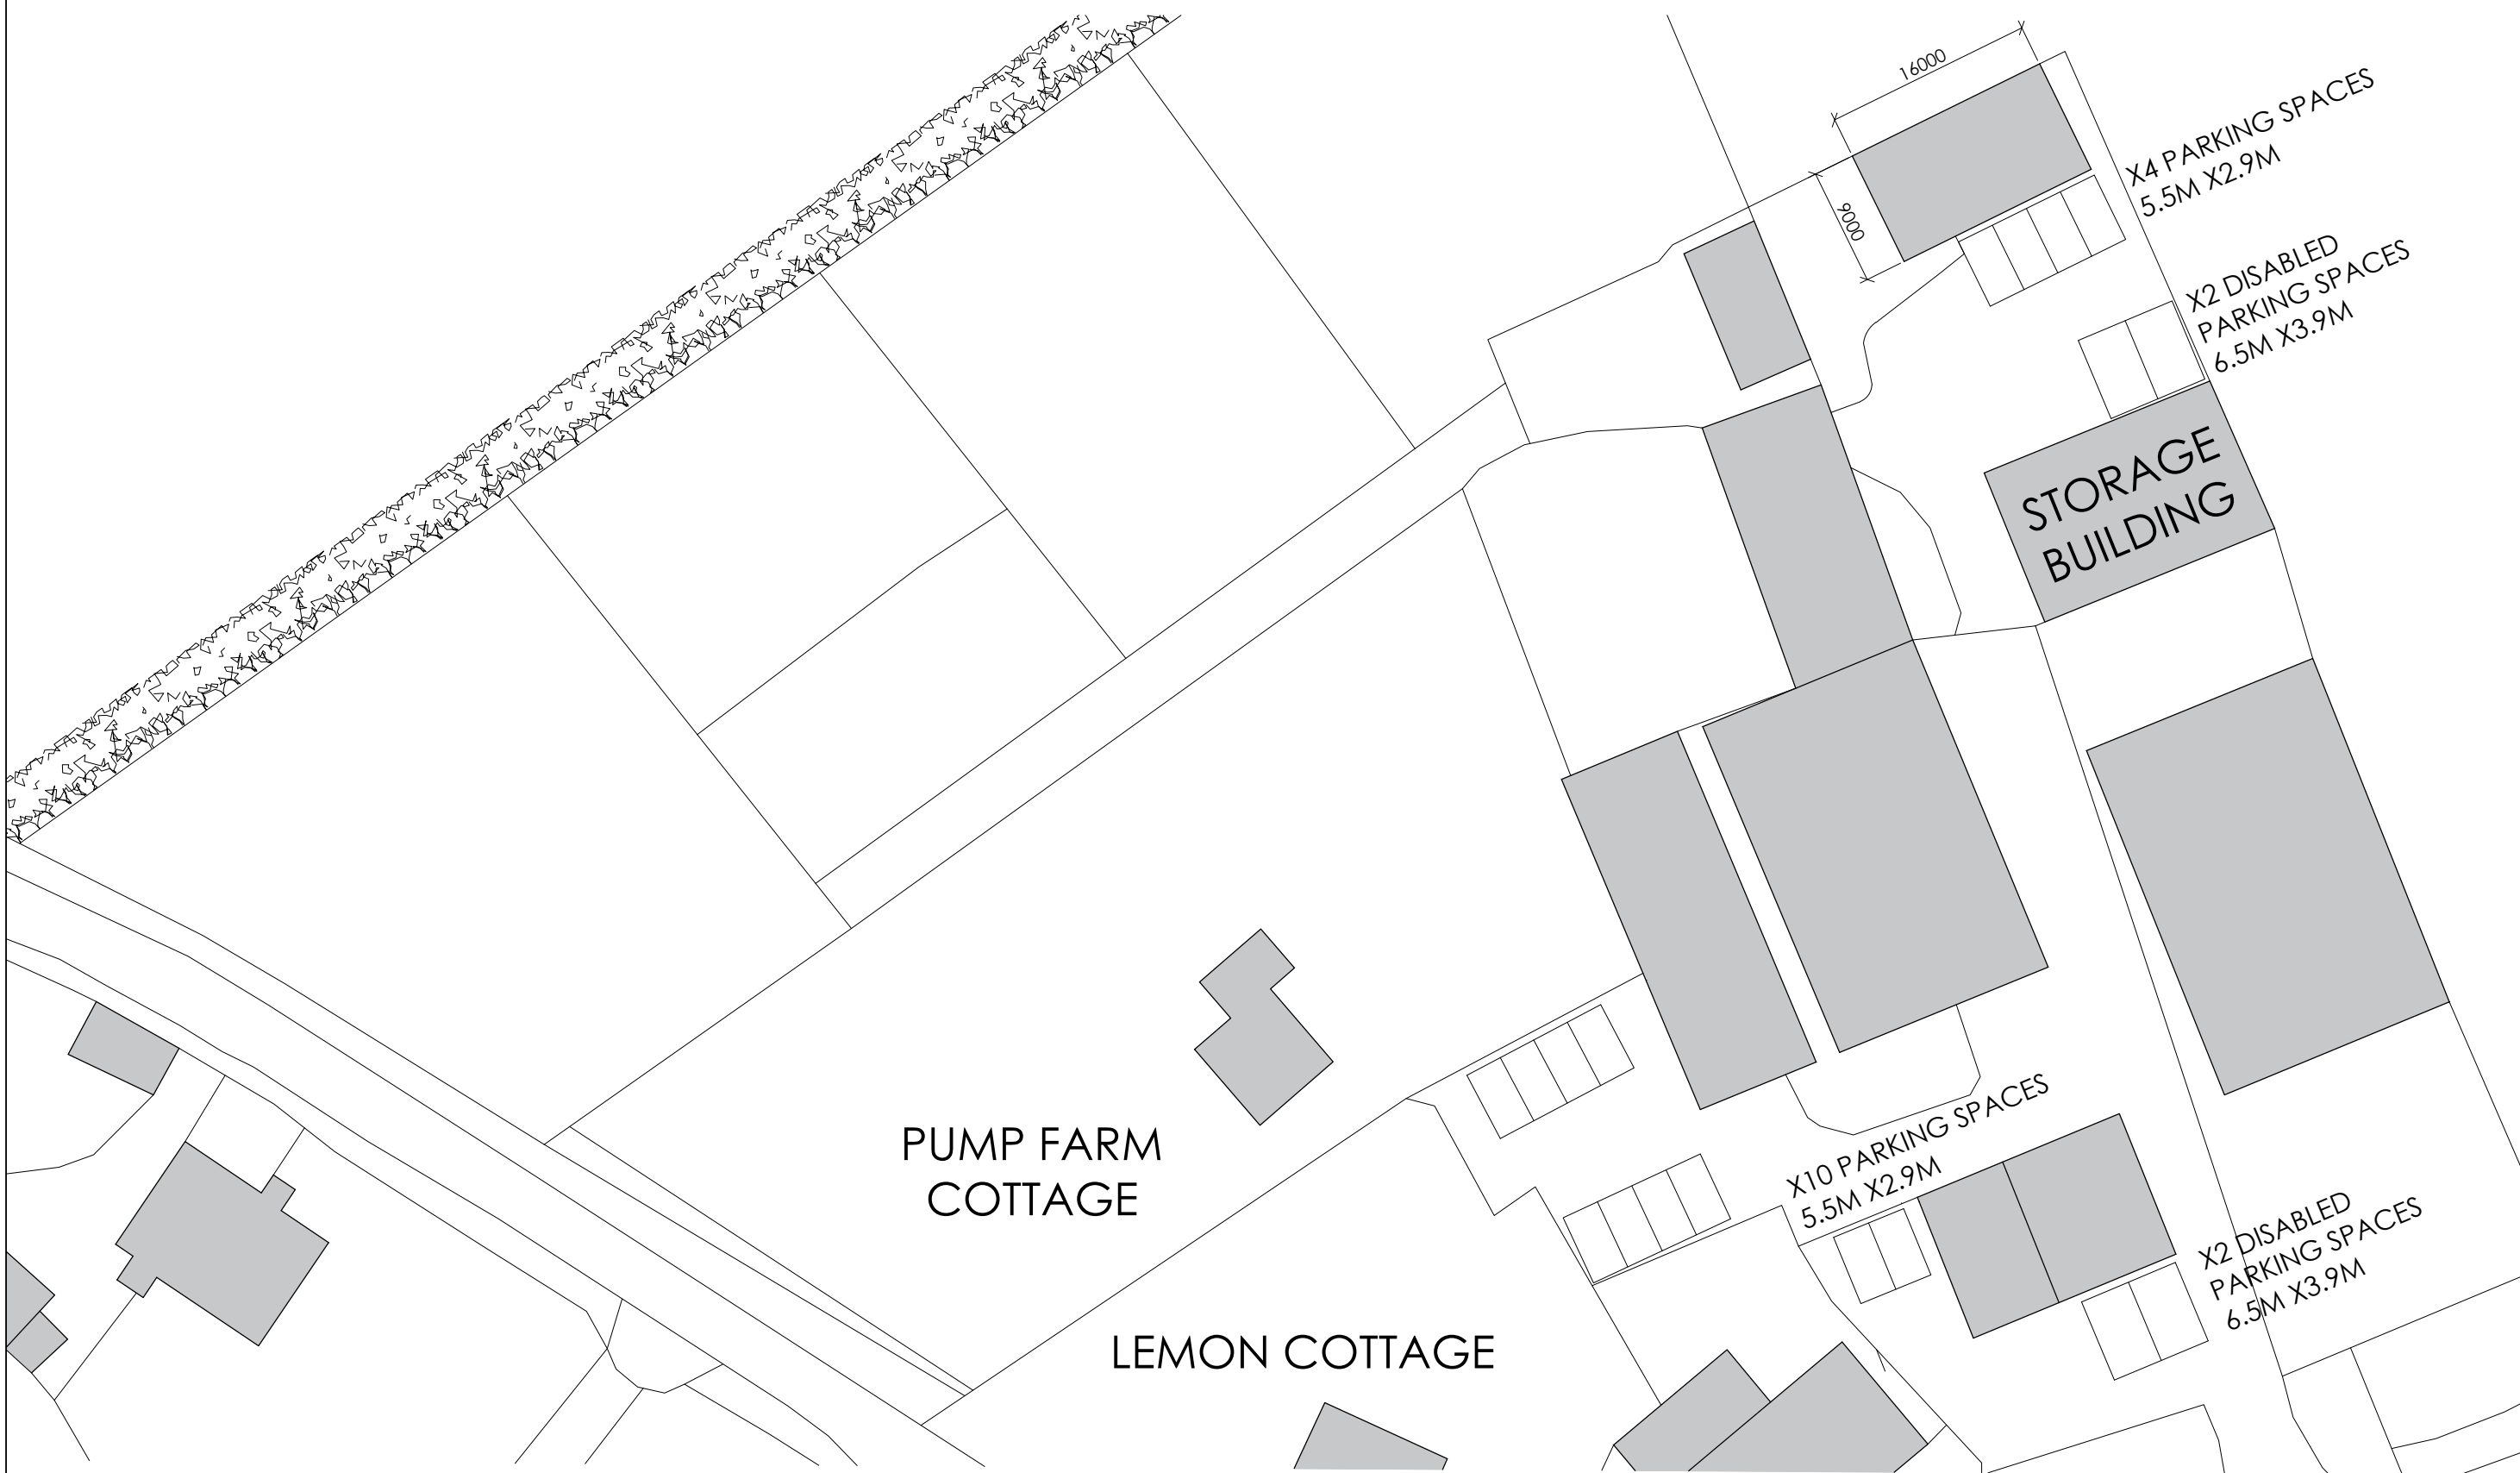 16000
9000
X4 PARKING SPACES
5.5M X2.9M
X2 DISABLED
PARKING SPACES
6.5M X3.9M
STORAGE
BUILDING
PUMP FARM
COTTAGE
X10 PARKING SPACES
5.5M X2.9M
X2 DISABLED
PARKING SPACES
6.5M X3.9M
LEMON COTTAGE